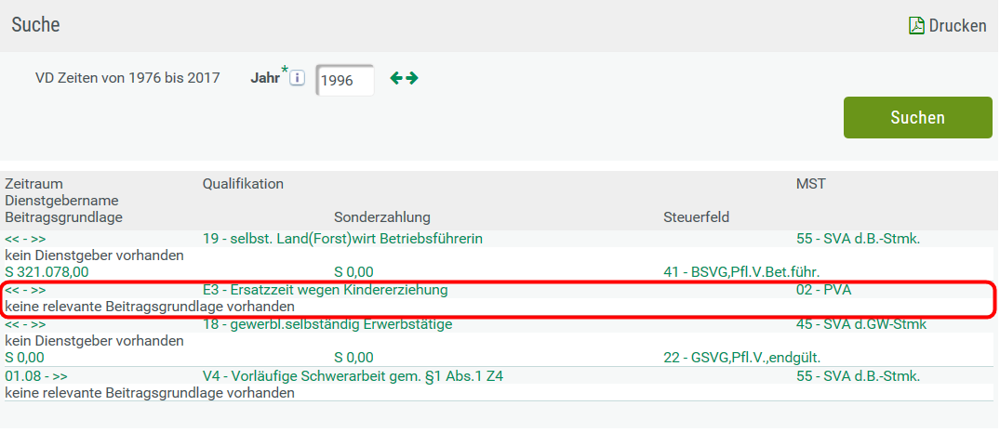 Suche
Drucken
VD Zeiten von 1976 bis 2017 Jahr* i 1996
Suchen
Zeitraum Qualifikation MST
Dienstgebername
Beitragsgrundlage Sonderzahlung Steuerfeld
<< - >> 19 - selbst. Land(Forst)wirt Betriebsführerin 55 - SVA d.B.-Stmk.
kein Dienstgeber vorhanden
S 321.078,00 S 0,00 41 - BSVG,Pfl.V.Bet.führ.
<< - >> E3 - Ersatzzeit wegen Kindererziehung 02 - PVA
keine relevante Beitragsgrundlage vorhanden
<< - >> 18 - gewerbl.selbständig Erwerbstätige 45 - SVA d.GW-Stmk
kein Dienstgeber vorhanden
S 0,00 S 0,00 22 - GSVG,Pfl.V.,endgült.
01.08 - >> V4 - Vorläufige Schwerarbeit gem. §1 Abs.1 Z4 55 - SVA d.B.-Stmk.
keine relevante Beitragsgrundlage vorhanden